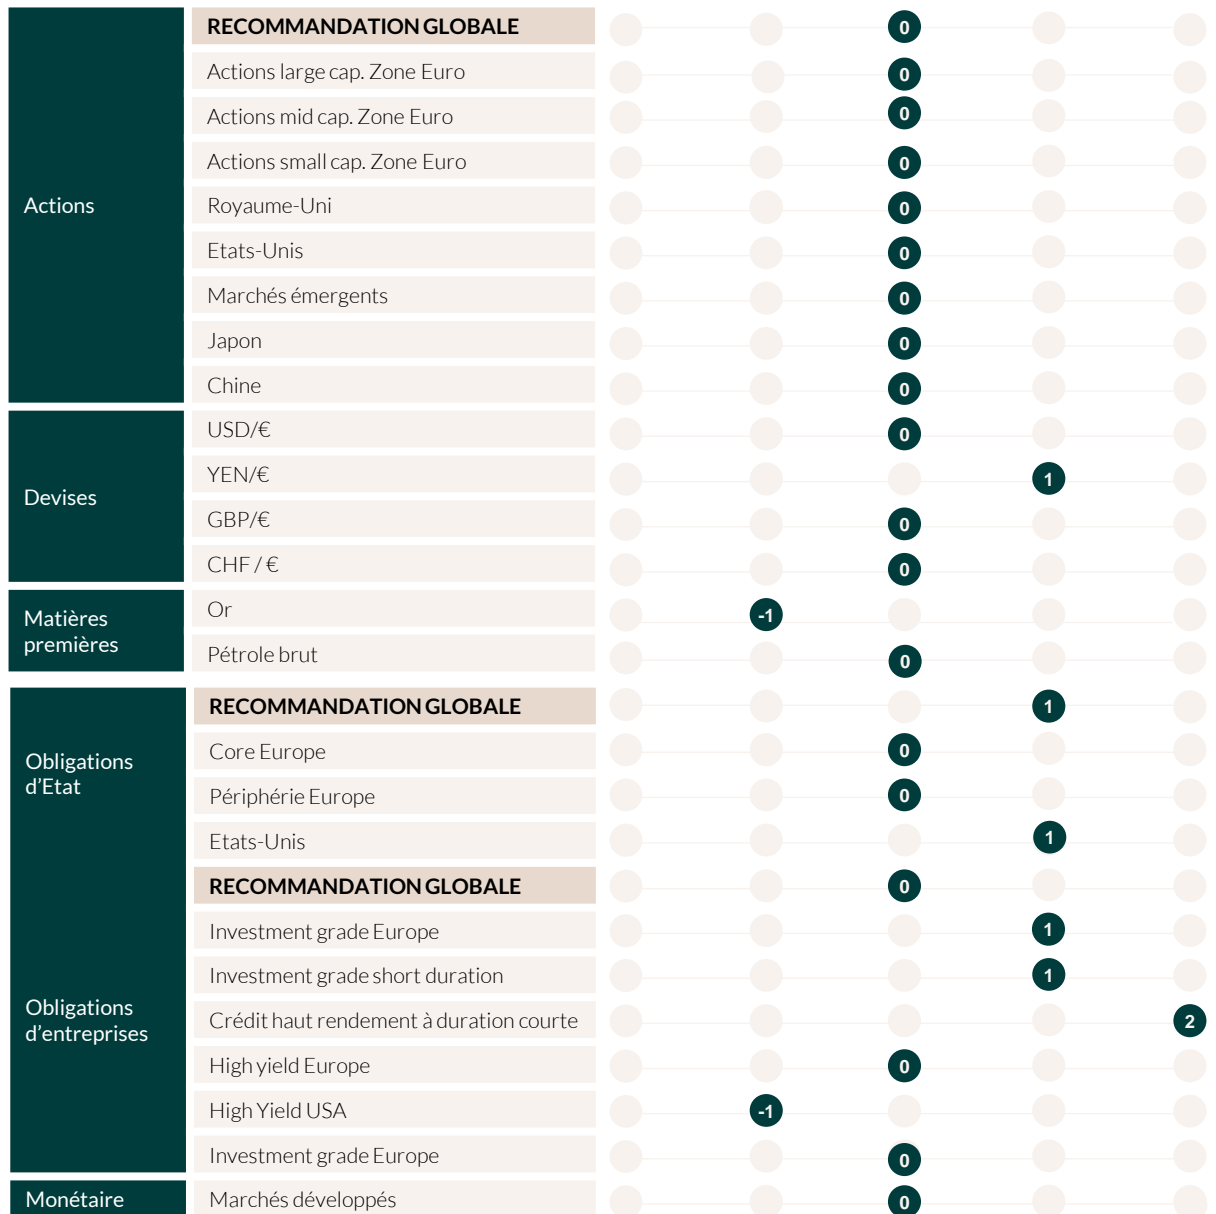 RECOMMANDATION GLOBALE 0
Actions large cap. Zone Euro 0
Actions mid cap. Zone Euro 0
Actions small cap. Zone Euro 0
Actions
Royaume-Uni 0
Etats-Unis 0
Marchés émergents 0
Japon 0
Chine 0
USD/€ 0
YEN/€ 1
Devises
GBP/€ 0
CHF / € 0
Matières
premières
Or -1
Pétrole brut 0
RECOMMANDATION GLOBALE 1
Core Europe 0
Obligations
d'Etat
Périphérie Europe 0
Etats-Unis 1
RECOMMANDATION GLOBALE 0
Investment grade Europe 1
Investment grade short duration 1
Obligations
d'entreprises
Crédit haut rendement à duration courte 2
High yield Europe 0
High Yield USA -1
Investment grade Europe 0
Monétaire
Marchés développés 0